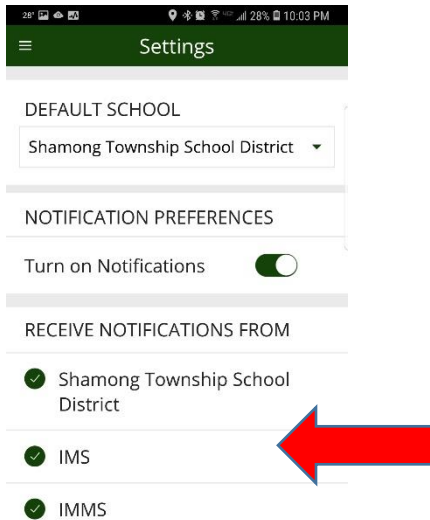 28° 28% 10:03 PM
Settings
DEFAULT SCHOOL
Shamong Township School District
NOTIFICATION PREFERENCES
Turn on Notifications
RECEIVE NOTIFICATIONS FROM
Shamong Township School
District
IMS
IMMS